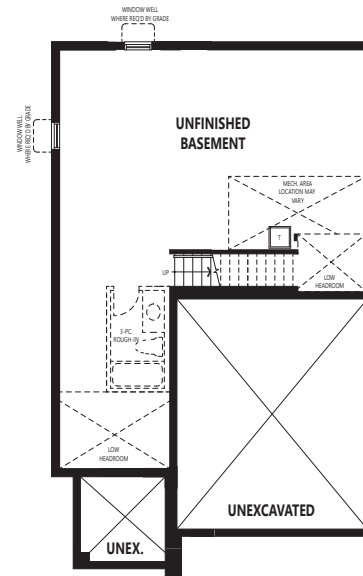 WINDOW WELL
WHERE REQ'D BY GRADE
WINDOW WELL
WHERE REQ'D BY GRADE
UNFINISHED
BASEMENT
MECH. AREA
LOCATION MAY
VARY
T
UP
LOW
HEADROOM
3-PC.
ROUGH-IN
LOW
HEADROOM
UNEXCAVATED
UNEX.